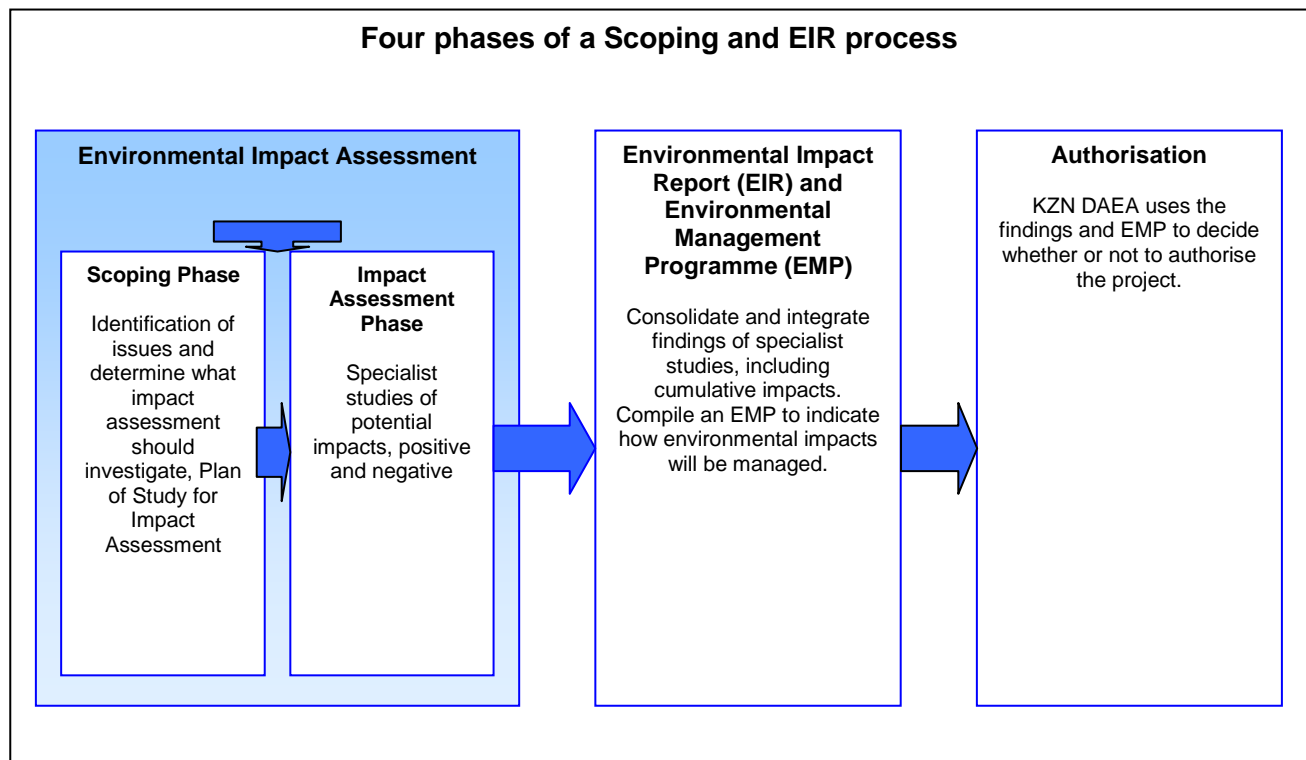 Four phases of a Scoping and EIR process
Environmental Impact Assessment
Scoping Phase
Identification of
issues and
determine what
impact
assessment
should
investigate, Plan
of Study for
Impact
Assessment
Impact
Assessment
Phase
Specialist
studies of
potential
impacts, positive
and negative
Environmental Impact
Report (EIR) and
Environmental
Management
Programme (EMP)
Consolidate and integrate
findings of specialist
studies, including
cumulative impacts.
Compile an EMP to indicate
how environmental impacts
will be managed.
Authorisation
KZN DAEA uses the
findings and EMP to decide
whether or not to authorise
the project.